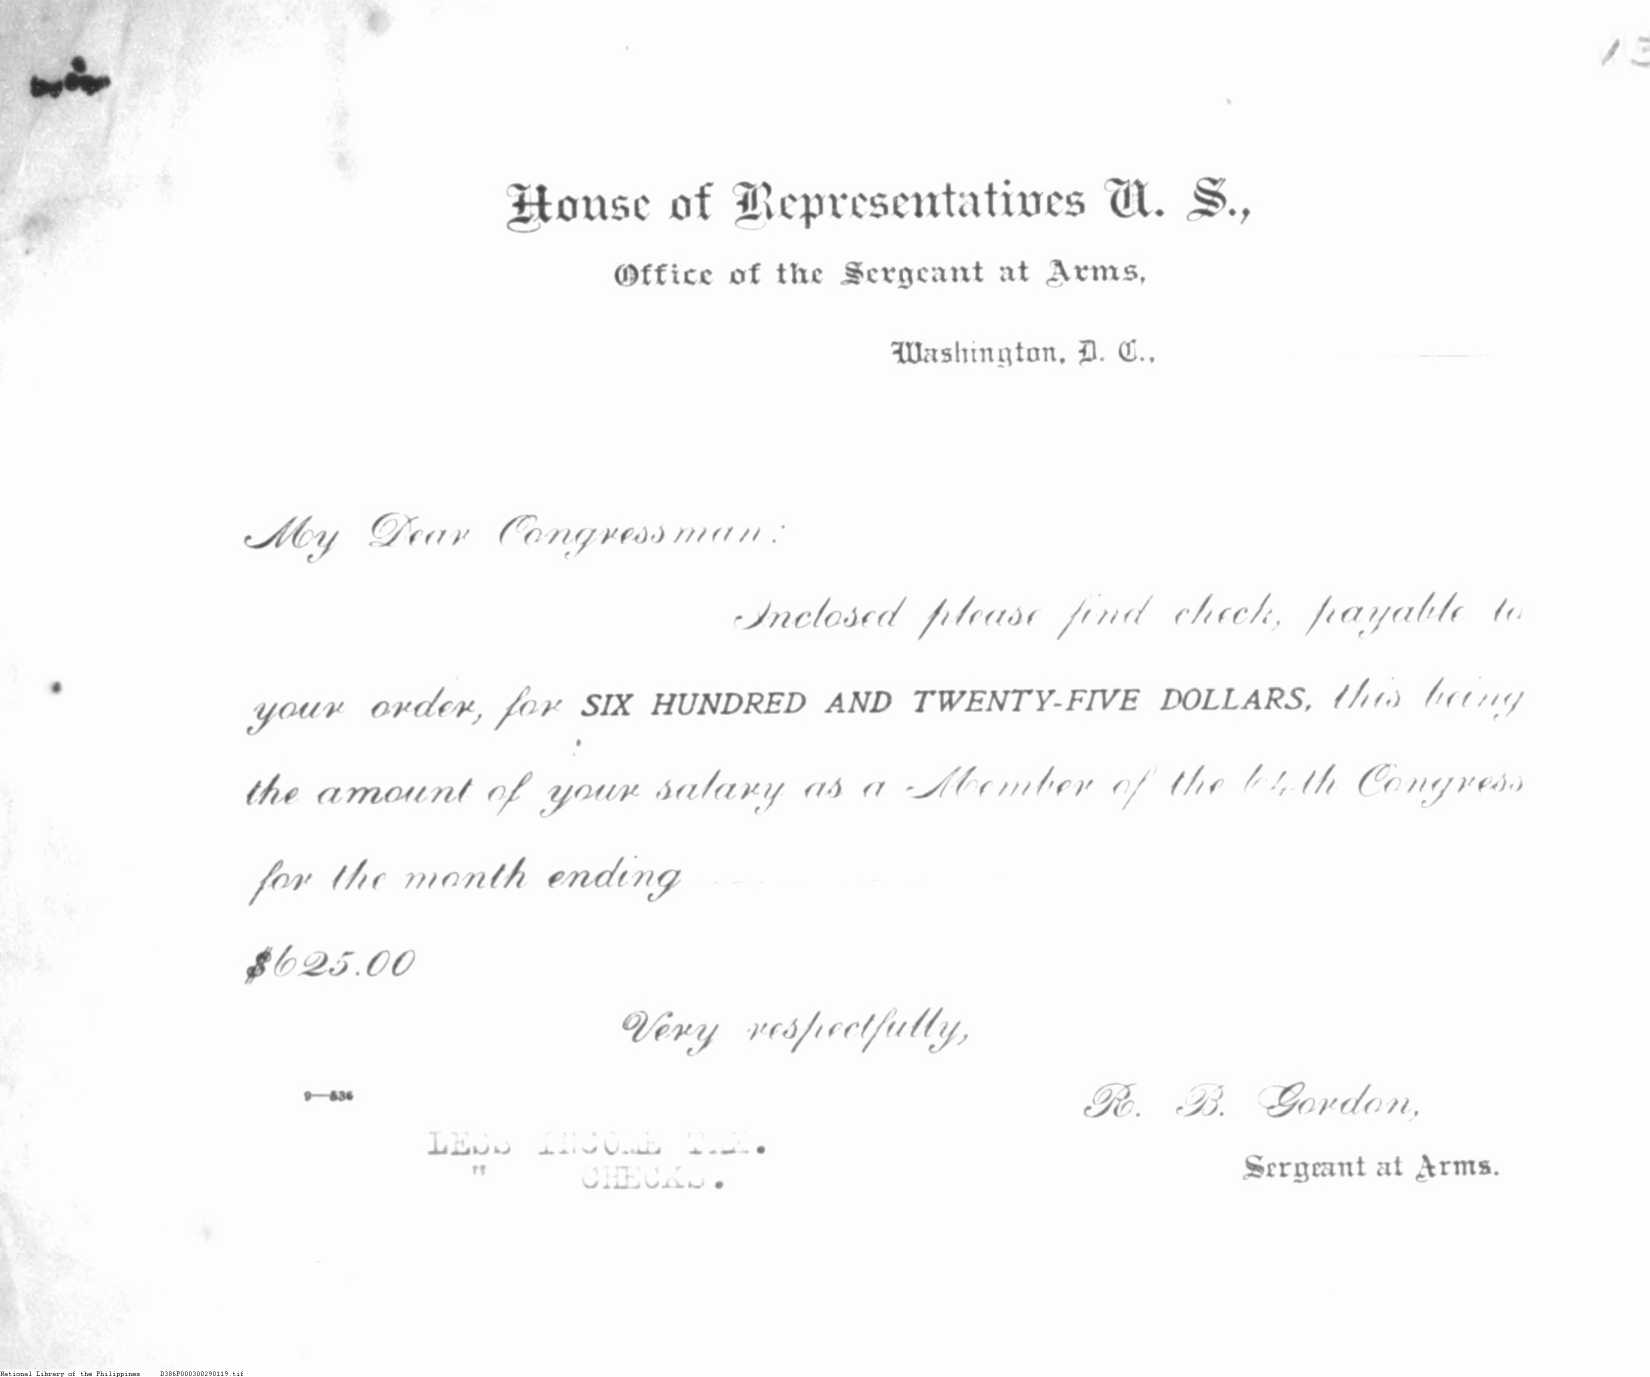 13
House of Representatives U. S.,
Office of the Sergeant at Arms,
Washington, D. C.,
My Dear Congressman:
Inclosed please find check, payable to
your order, for SIX HUNDRED AND TWENTY-FIVE DOLLARS, this being
the amount of your salary as a Member of the 64th Congress
for the month ending
$625.00
Very respectfully,
9—536
R. B. Gordon,
LESS INCOME TAX.
Sergeant at Arms.
" CHECKS.
National Library of the Philippines D386P000300290119.tif